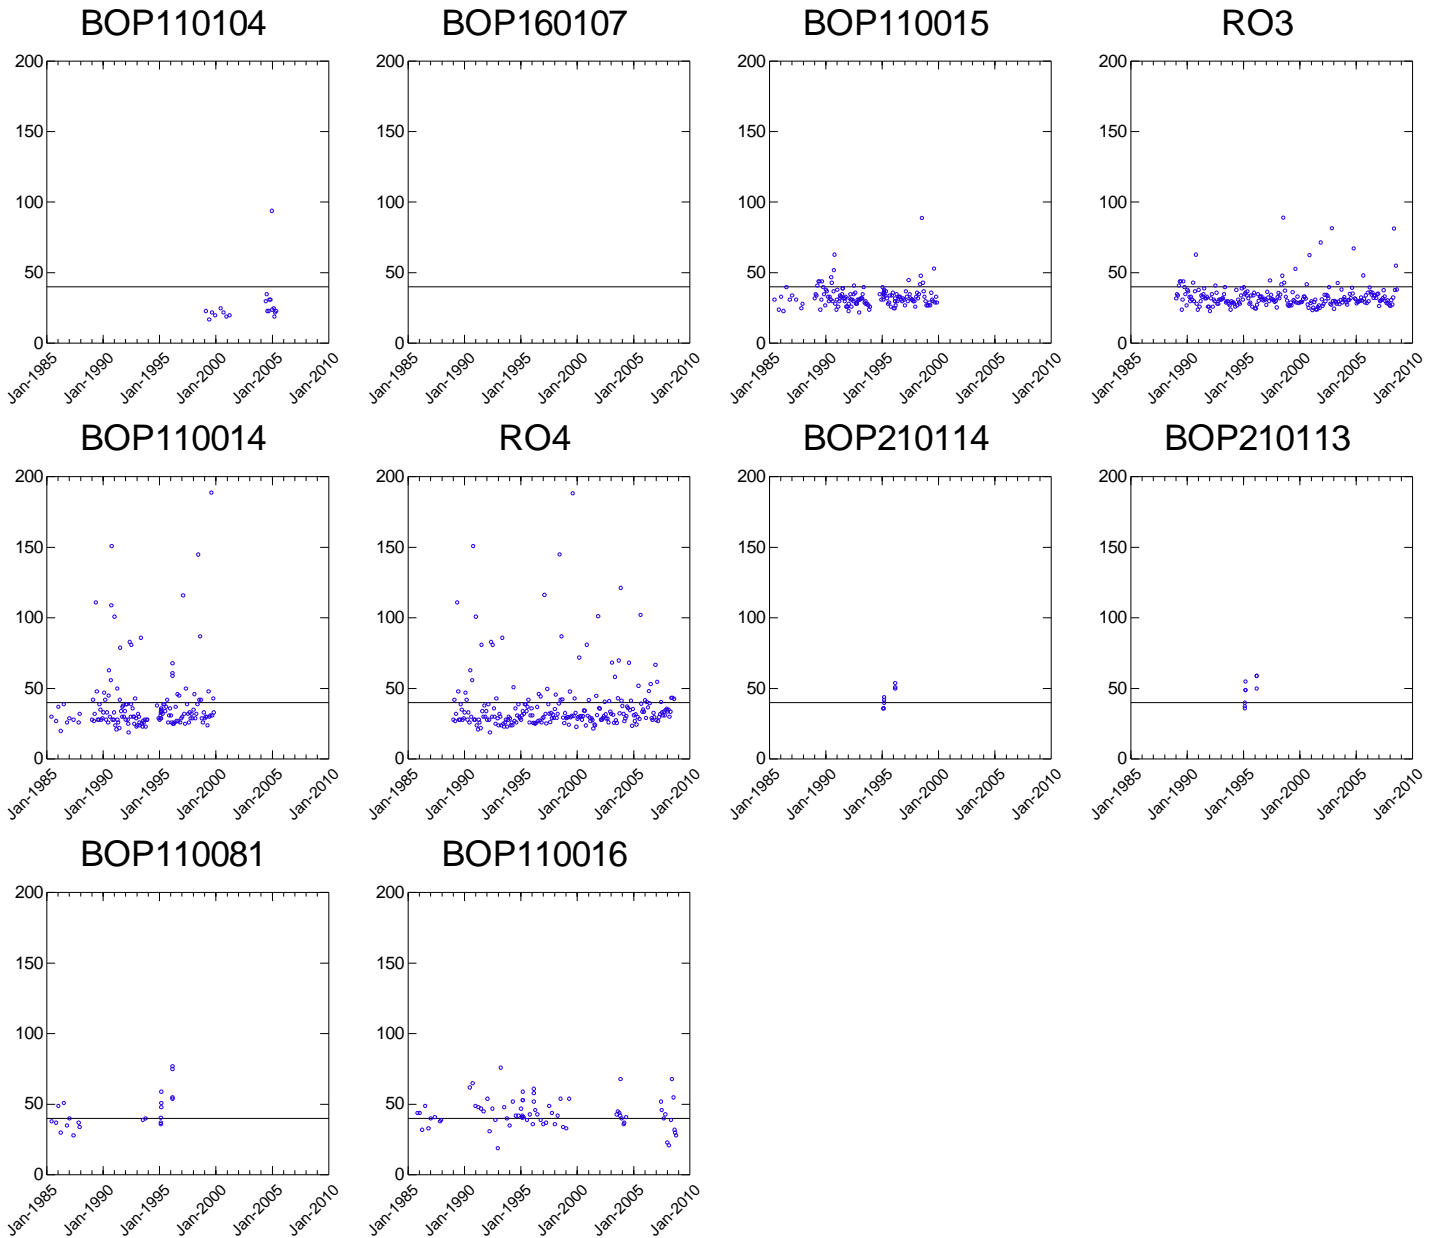 BOP110104 BOP160107 BOP110015 RO3
200 200 200 200
150 150 150 150
100 100 100 100
50 50 50 50
0 0 0 0
Jan-1985 Jan-1990 Jan-1995 Jan-2000 Jan-2005 Jan-2010 Jan-1985 Jan-1990 Jan-1995 Jan-2000 Jan-2005 Jan-2010 Jan-1985 Jan-1990 Jan-1995 Jan-2000 Jan-2005 Jan-2010 Jan-1985 Jan-1990 Jan-1995 Jan-2000 Jan-2005 Jan-2010
BOP110014 RO4 BOP210114 BOP210113
200 200 200 200
150 150 150 150
100 100 100 100
50 50 50 50
0 0 0 0
Jan-1985 Jan-1990 Jan-1995 Jan-2000 Jan-2005 Jan-2010 Jan-1985 Jan-1990 Jan-1995 Jan-2000 Jan-2005 Jan-2010 Jan-1985 Jan-1990 Jan-1995 Jan-2000 Jan-2005 Jan-2010 Jan-1985 Jan-1990 Jan-1995 Jan-2000 Jan-2005 Jan-2010
BOP110081 BOP110016
200 200
150 150
100 100
50 50
0 0
Jan-1985 Jan-1990 Jan-1995 Jan-2000 Jan-2005 Jan-2010 Jan-1985 Jan-1990 Jan-1995 Jan-2000 Jan-2005 Jan-2010